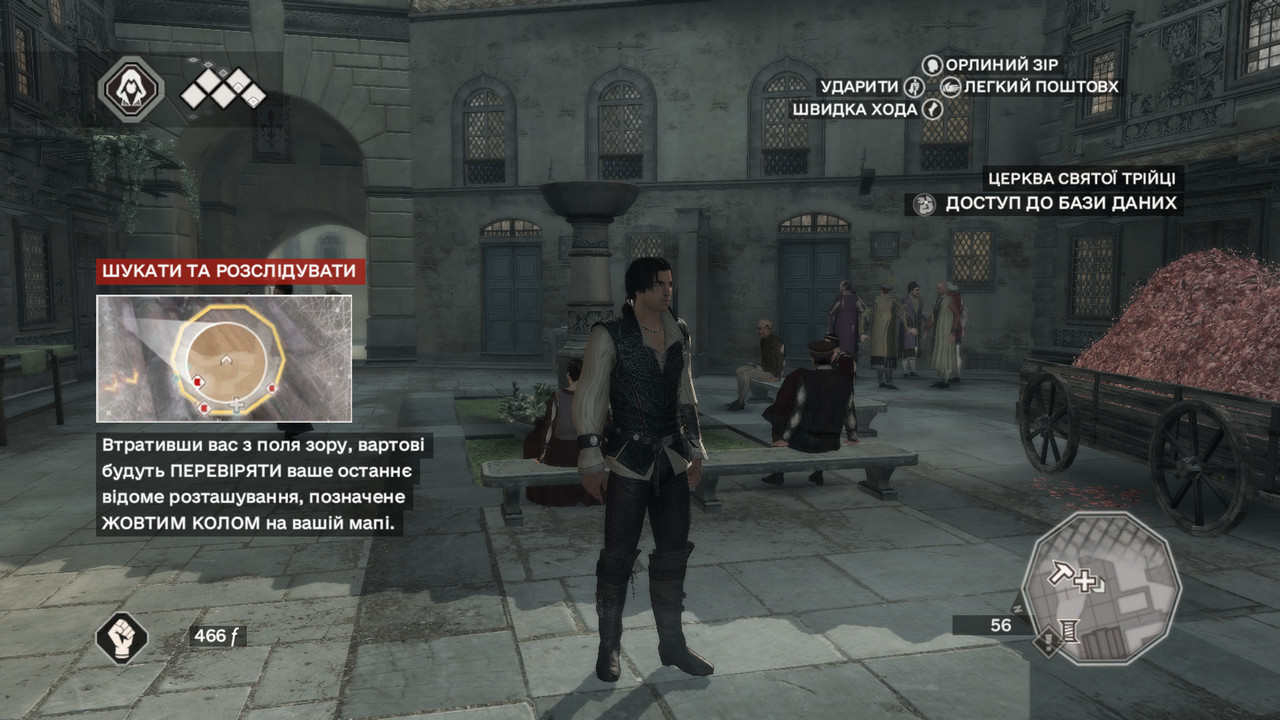 ОРЛИНИЙ ЗІР
УДАРИТИ
ЛЕГКИЙ ПОШТОВХ
ШВИДКА ХОДА
ЦЕРКВА СВЯТОЇ ТРІЙЦІ
ДОСТУП ДО БАЗИ ДАНИХ
ШУКАТИ ТА РОЗСЛІДУВАТИ
Втративши вас з поля зору, вартові
будуть ПЕРЕВІРЯТИ ваше останнє
відоме розташування, позначене
ЖОВТИМ КОЛОМ на вашій мапі.
466 f
56
N